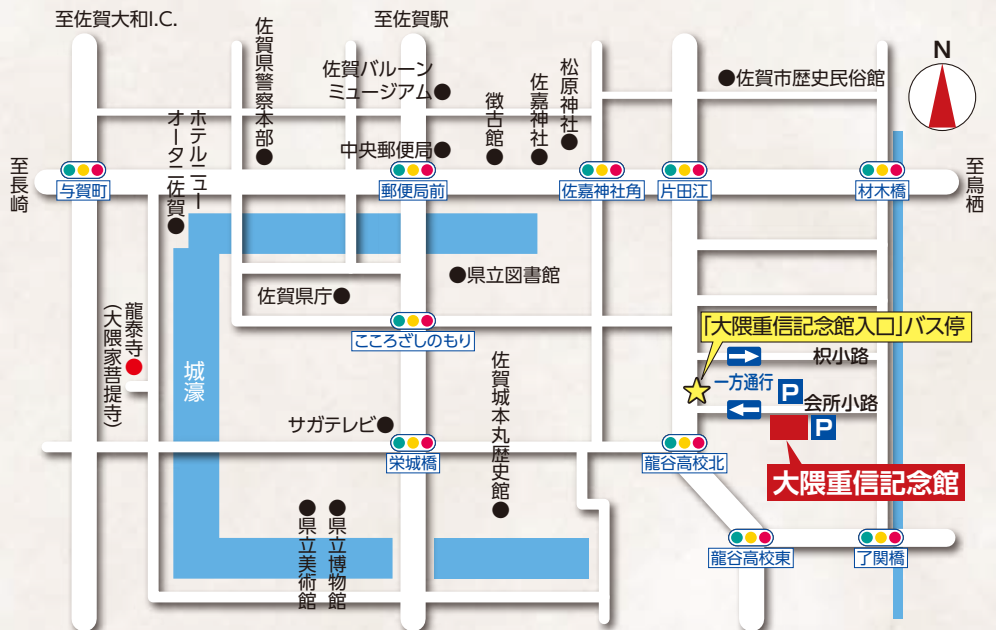 至佐賀大和I.C.
至佐賀駅
佐賀県警察本部
佐賀バルーン
ミュージアム
松原神社
佐嘉神社
徴古館
佐賀市歴史民俗館
N
ホテルニュー
オータニ佐賀
中央郵便局
至長崎
与賀町
郵便局前
佐嘉神社角
片田江
材木橋
至鳥栖
県立図書館
佐賀県庁
龍泰寺
(大隈家菩提寺)
城濠
こころざしのもり
「大隈重信記念館入口」バス停
枳小路
一方通行
P
会所小路
P
佐賀城本丸歴史館
サガテレビ
栄城橋
龍谷高校北
大隈重信記念館
県立美術館
県立博物館
龍谷高校東
了関橋